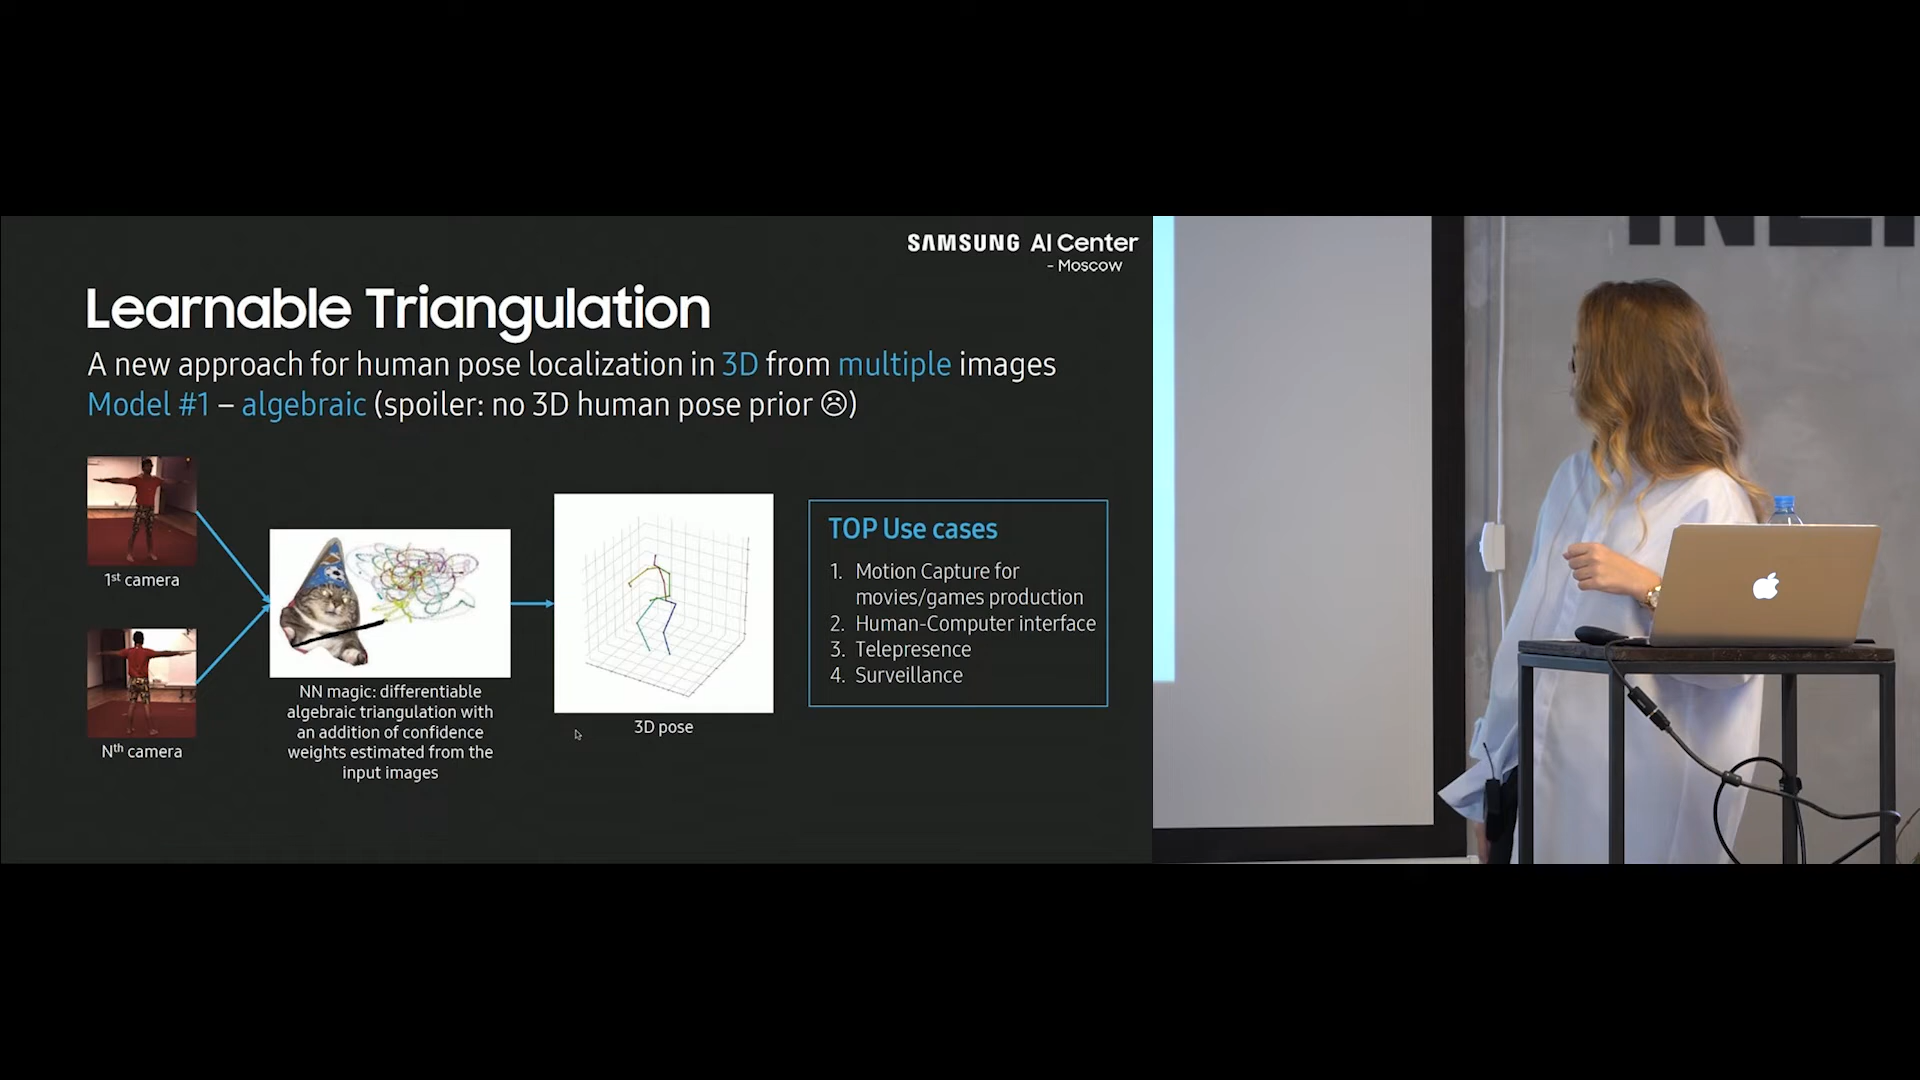 SAMSUNG AI Center
- Moscow
Learnable Triangulation
A new approach for human pose localization in 3D from multiple images
Model #1 – algebraic (spoiler: no 3D human pose prior ☹)
1st camera
Nth camera
NN magic: differentiable
algebraic triangulation with
an addition of confidence
weights estimated from the
input images
3D pose
TOP Use cases
1. Motion Capture for
movies/games production
2. Human-Computer interface
3. Telepresence
4. Surveillance